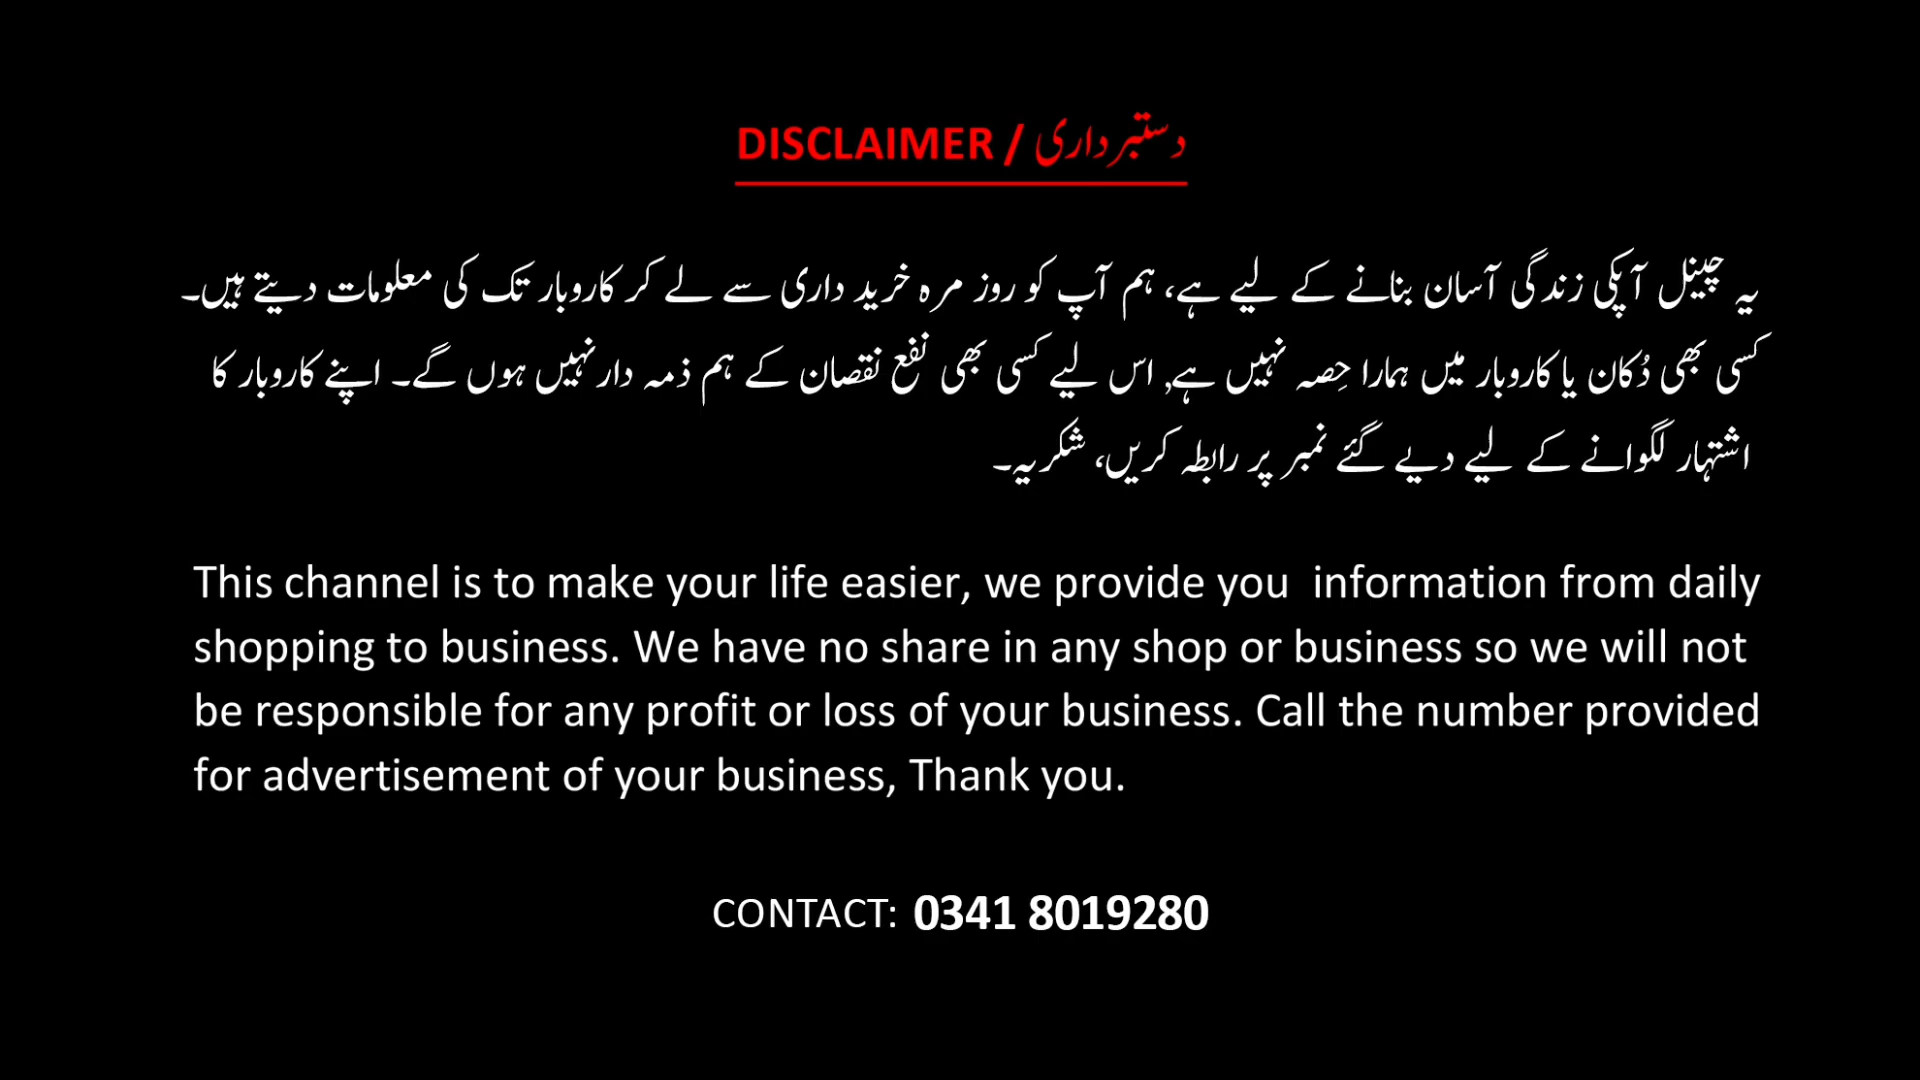 DISCLAIMER / دستبرداری
یہ چینل آپکی زندگی آسان بنانے کے لیے ہے، ہم آپ کو روز مرہ خرید داری سے لے کر کاروبار تک کی معلومات دیتے ہیں۔
کسی بھی دُکان یا کاروبار میں ہمارا حِصہ نہیں ہے, اس لیے کسی بھی نفع نقصان کے ہم ذمہ دار نہیں ہوں گے۔ اپنے کاروبار کا
اشتہار لگوانے کے لیے دیے گئے نمبر پر رابطہ کریں، شکریہ۔
This channel is to make your life easier, we provide you  information from daily
shopping to business. We have no share in any shop or business so we will not
be responsible for any profit or loss of your business. Call the number provided
for advertisement of your business, Thank you.
CONTACT: 0341 8019280